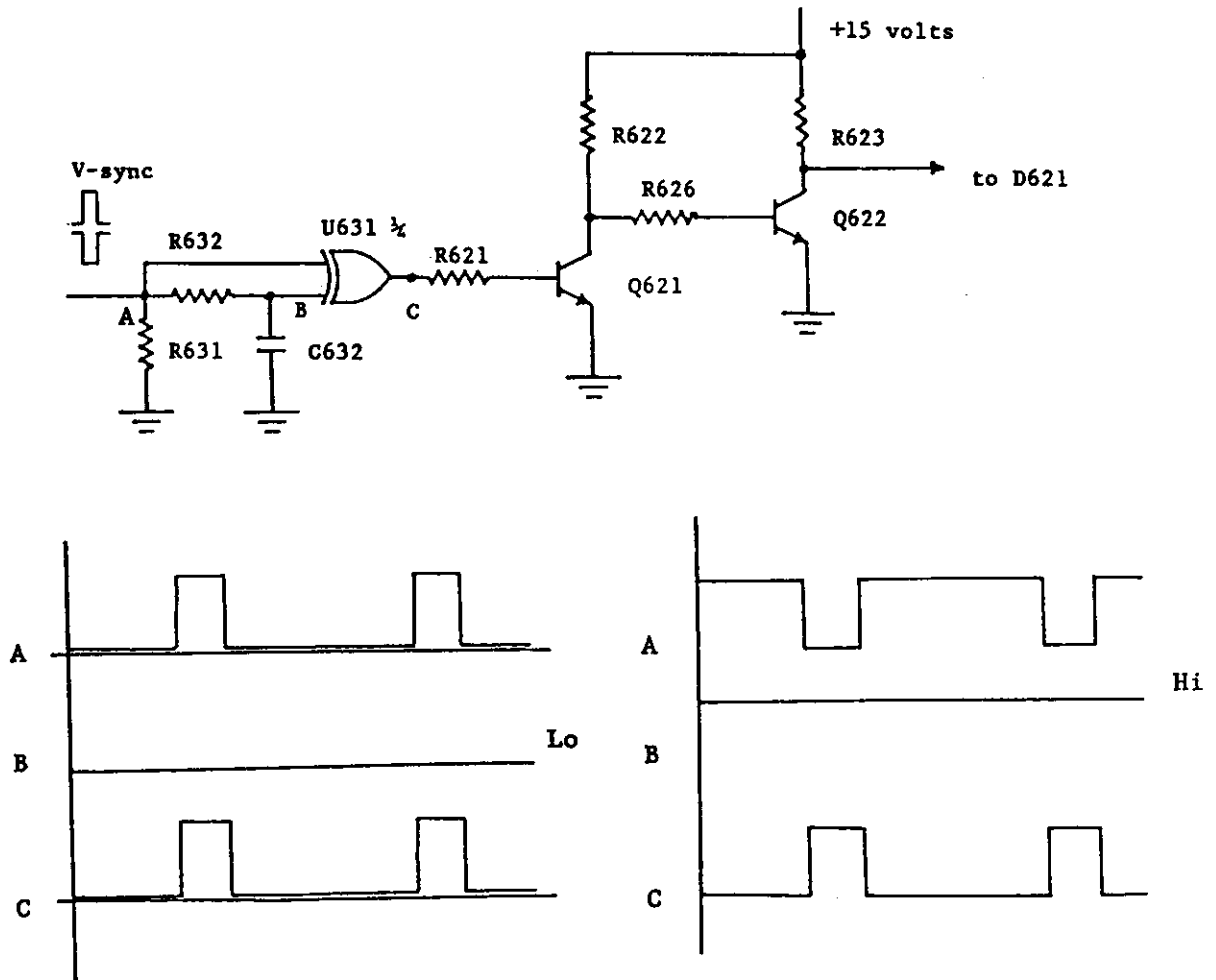 +15 volts
R622
R623
V-sync
R626
to D621
R632
U631 ½
Q622
R621
Q621
A
B
C
R631
C632
A
A
Hi
Lo
B
B
C
C